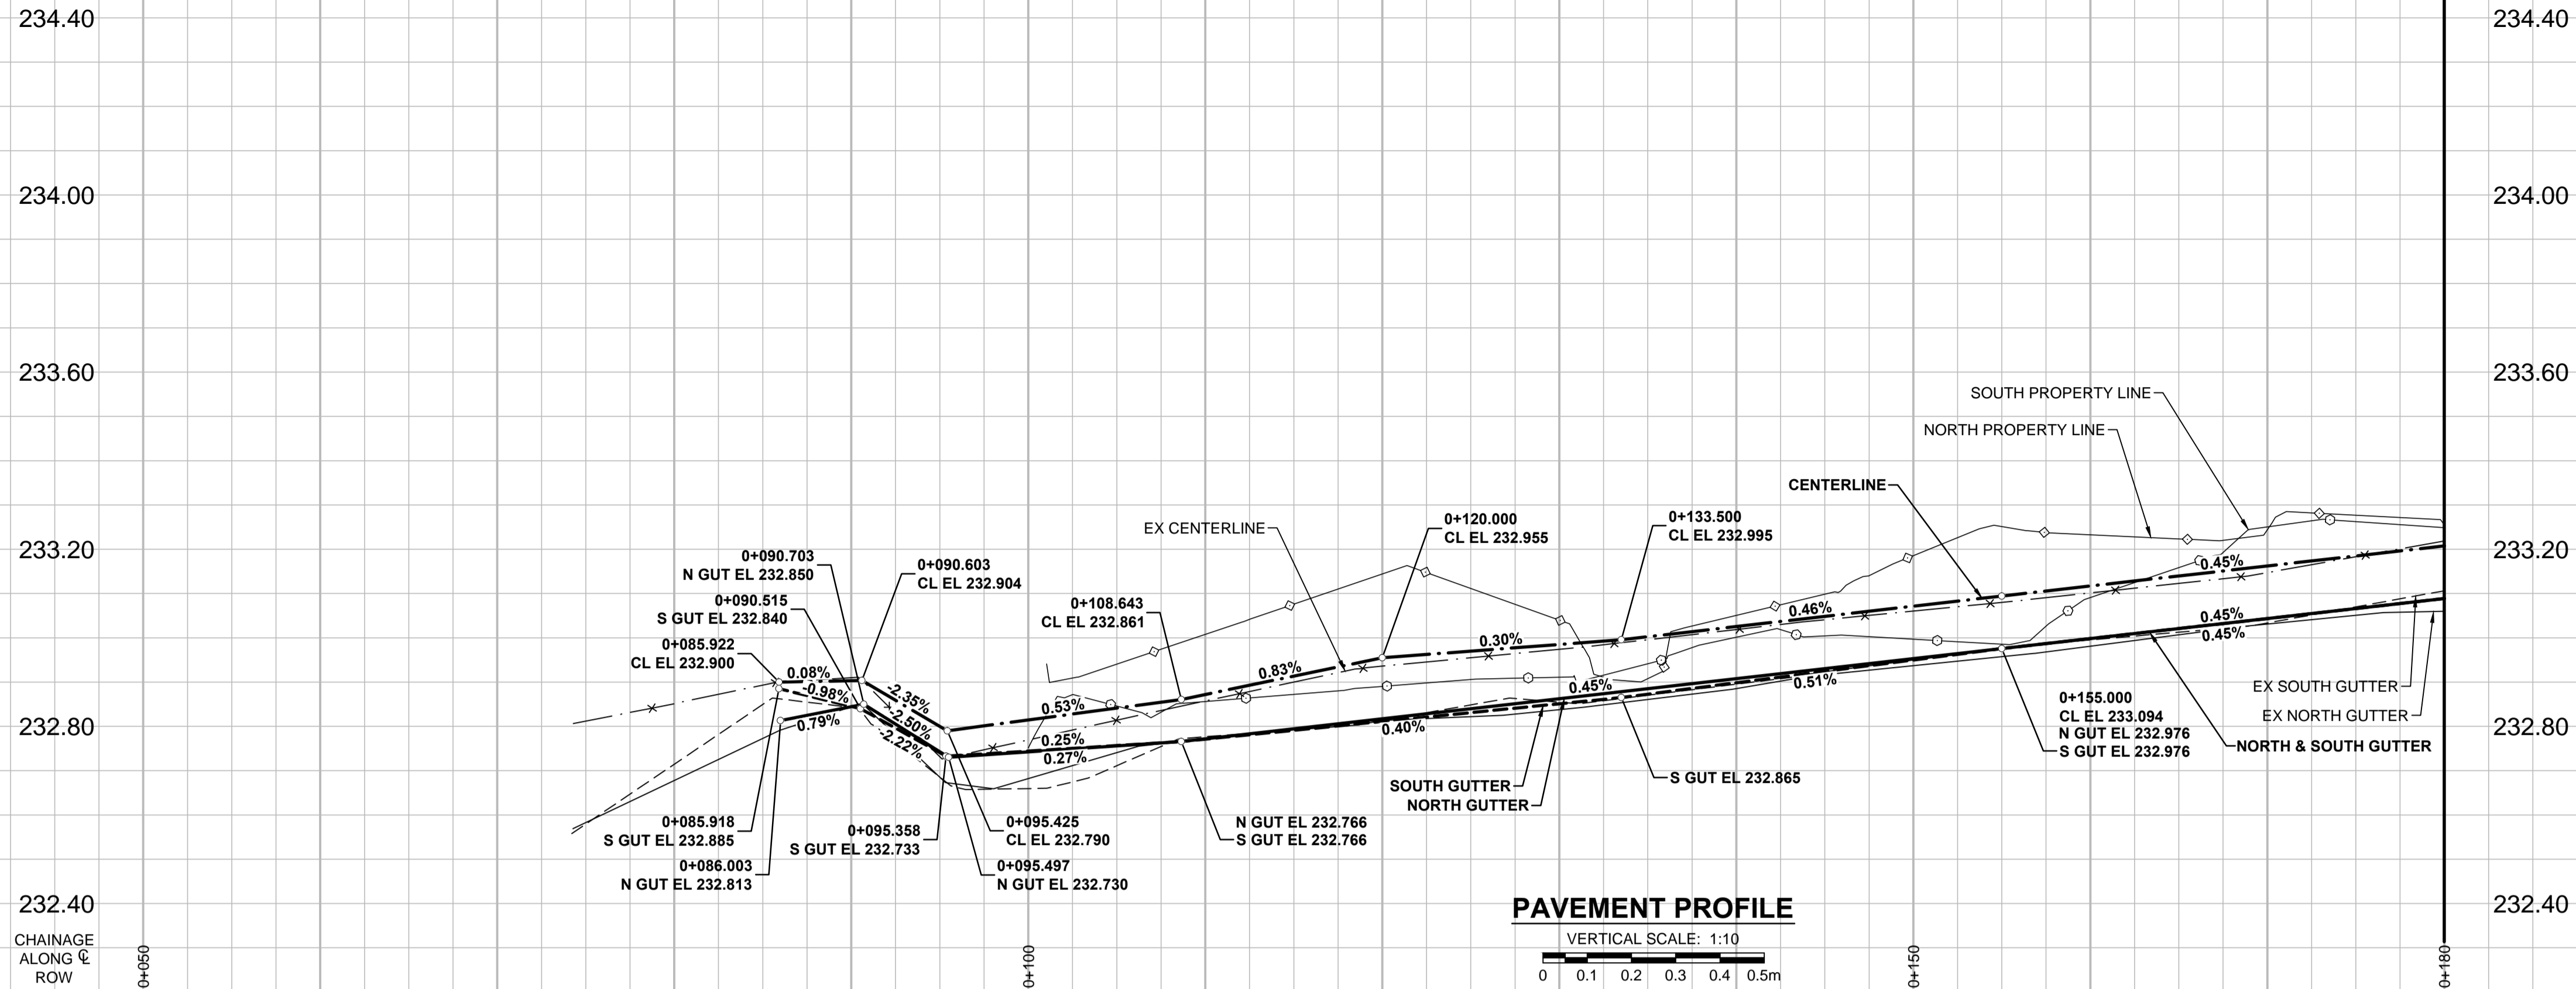 234.40
234.40
234.00
234.00
233.60
233.60
SOUTH PROPERTY LINE
NORTH PROPERTY LINE
CENTERLINE
233.20
233.20
EX CENTERLINE
0+120.000
CL EL 232.955
0+133.500
CL EL 232.995
0+090.703
N GUT EL 232.850
0+090.603
CL EL 232.904
0+090.515
S GUT EL 232.840
0+108.643
CL EL 232.861
0+085.922
CL EL 232.900
0.08%
-0.98%
0.79%
-2.35%
-2.50%
-2.22%
0.53%
0.25%
0.27%
0.83%
0.30%
0.45%
0.40%
0.46%
0.51%
0.45%
0.45%
0.45%
232.80
232.80
EX SOUTH GUTTER
EX NORTH GUTTER
NORTH & SOUTH GUTTER
0+155.000
CL EL 233.094
N GUT EL 232.976
S GUT EL 232.976
S GUT EL 232.865
SOUTH GUTTER
NORTH GUTTER
N GUT EL 232.766
S GUT EL 232.766
0+085.918
S GUT EL 232.885
0+086.003
N GUT EL 232.813
0+095.358
S GUT EL 232.733
0+095.425
CL EL 232.790
0+095.497
N GUT EL 232.730
232.40
232.40
PAVEMENT PROFILE
VERTICAL SCALE: 1:10
0 0.1 0.2 0.3 0.4 0.5m
CHAINAGE
ALONG ℄
ROW
0+050
0+100
0+150
0+180